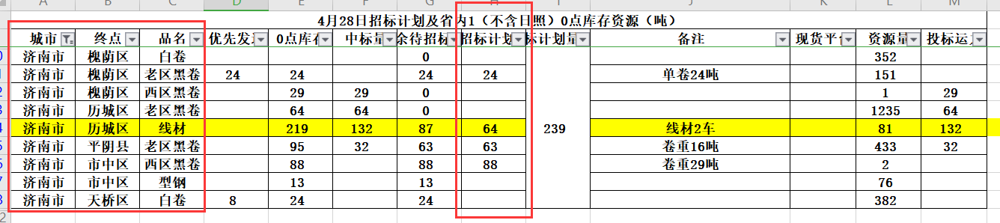 A B C D E F G H I J K L M
4月28日招标计划及省内1（不含日照）0点库存资源（吨）
城市 终点 品名 优先发运 0点库存 中标量 余待招标 招标计划 标计划量 备注 现货平台 资源量 投标运力
济南市 槐荫区 白卷 0 352
济南市 槐荫区 老区黑卷 24 24 24 24 单卷24吨 151
济南市 槐荫区 西区黑卷 29 29 0 1 29
济南市 历城区 老区黑卷 64 64 0 1235 64
济南市 历城区 线材 219 132 87 64 239 线材2车 81 132
济南市 平阴县 老区黑卷 95 32 63 63 卷重16吨 433 32
济南市 市中区 西区黑卷 88 88 88 卷重29吨 2
济南市 市中区 型钢 13 13 76
济南市 天桥区 白卷 8 24 24 382